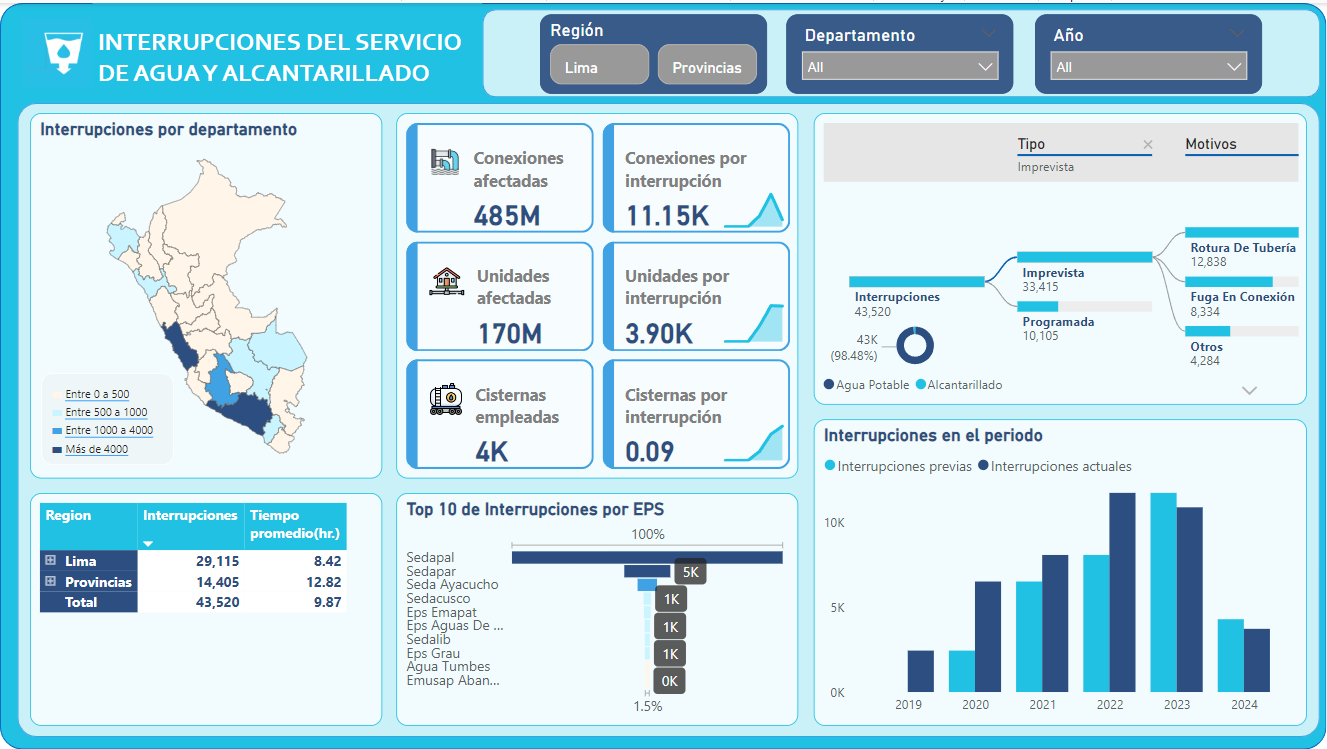 INTERRUPCIONES DEL SERVICIO
DE AGUA Y ALCANTARILLADO
Región
Lima
Provincias
Departamento
All
Año
All
Interrupciones por departamento
Entre 0 a 500
Entre 500 a 1000
Entre 1000 a 4000
Más de 4000
Conexiones
afectadas
485M
Conexiones por
interrupción
11.15K
Unidades
afectadas
170M
Unidades por
interrupción
3.90K
Cisternas
empleadas
4K
Cisternas por
interrupción
0.09
Tipo
Imprevista
Motivos
Interrupciones
43,520
43K
(98.48%)
Agua Potable
Alcantarillado
Imprevista
33,415
Programada
10,105
Rotura De Tubería
12,838
Fuga En Conexión
8,334
Otros
4,284
Region Interrupciones Tiempo
promedio(hr.)
Lima 29,115 8.42
Provincias 14,405 12.82
Total 43,520 9.87
Top 10 de Interrupciones por EPS
100%
Sedapal
Sedapar 5K
Seda Ayacucho
Sedacusco 1K
Eps Emapat
Eps Aguas De ... 1K
Sedalib
Eps Grau 1K
Agua Tumbes
Emusap Aban... 0K
1.5%
Interrupciones en el periodo
Interrupciones previas Interrupciones actuales
10K
5K
0K
2019 2020 2021 2022 2023 2024